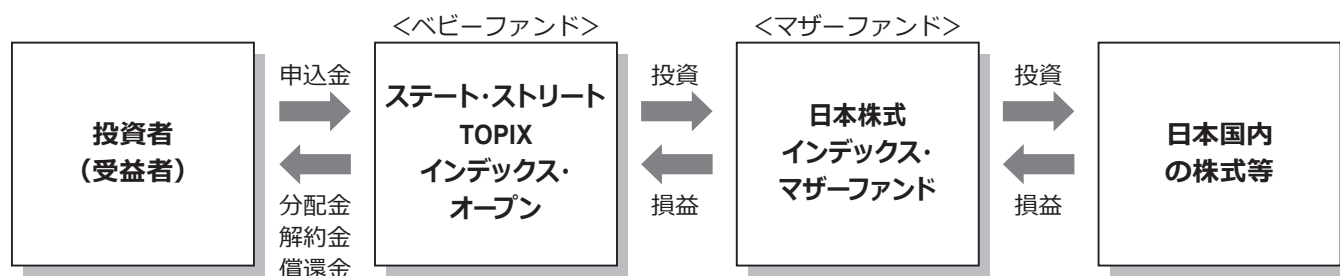 <ベビーファンド>
<マザーファンド>
投資者
(受益者)
申込金
分配金
解約金
償還金
ステート・ストリート
TOPIX
インデックス・
オープン
投資
損益
日本株式
インデックス・
マザーファンド
投資
損益
日本国内
の株式等